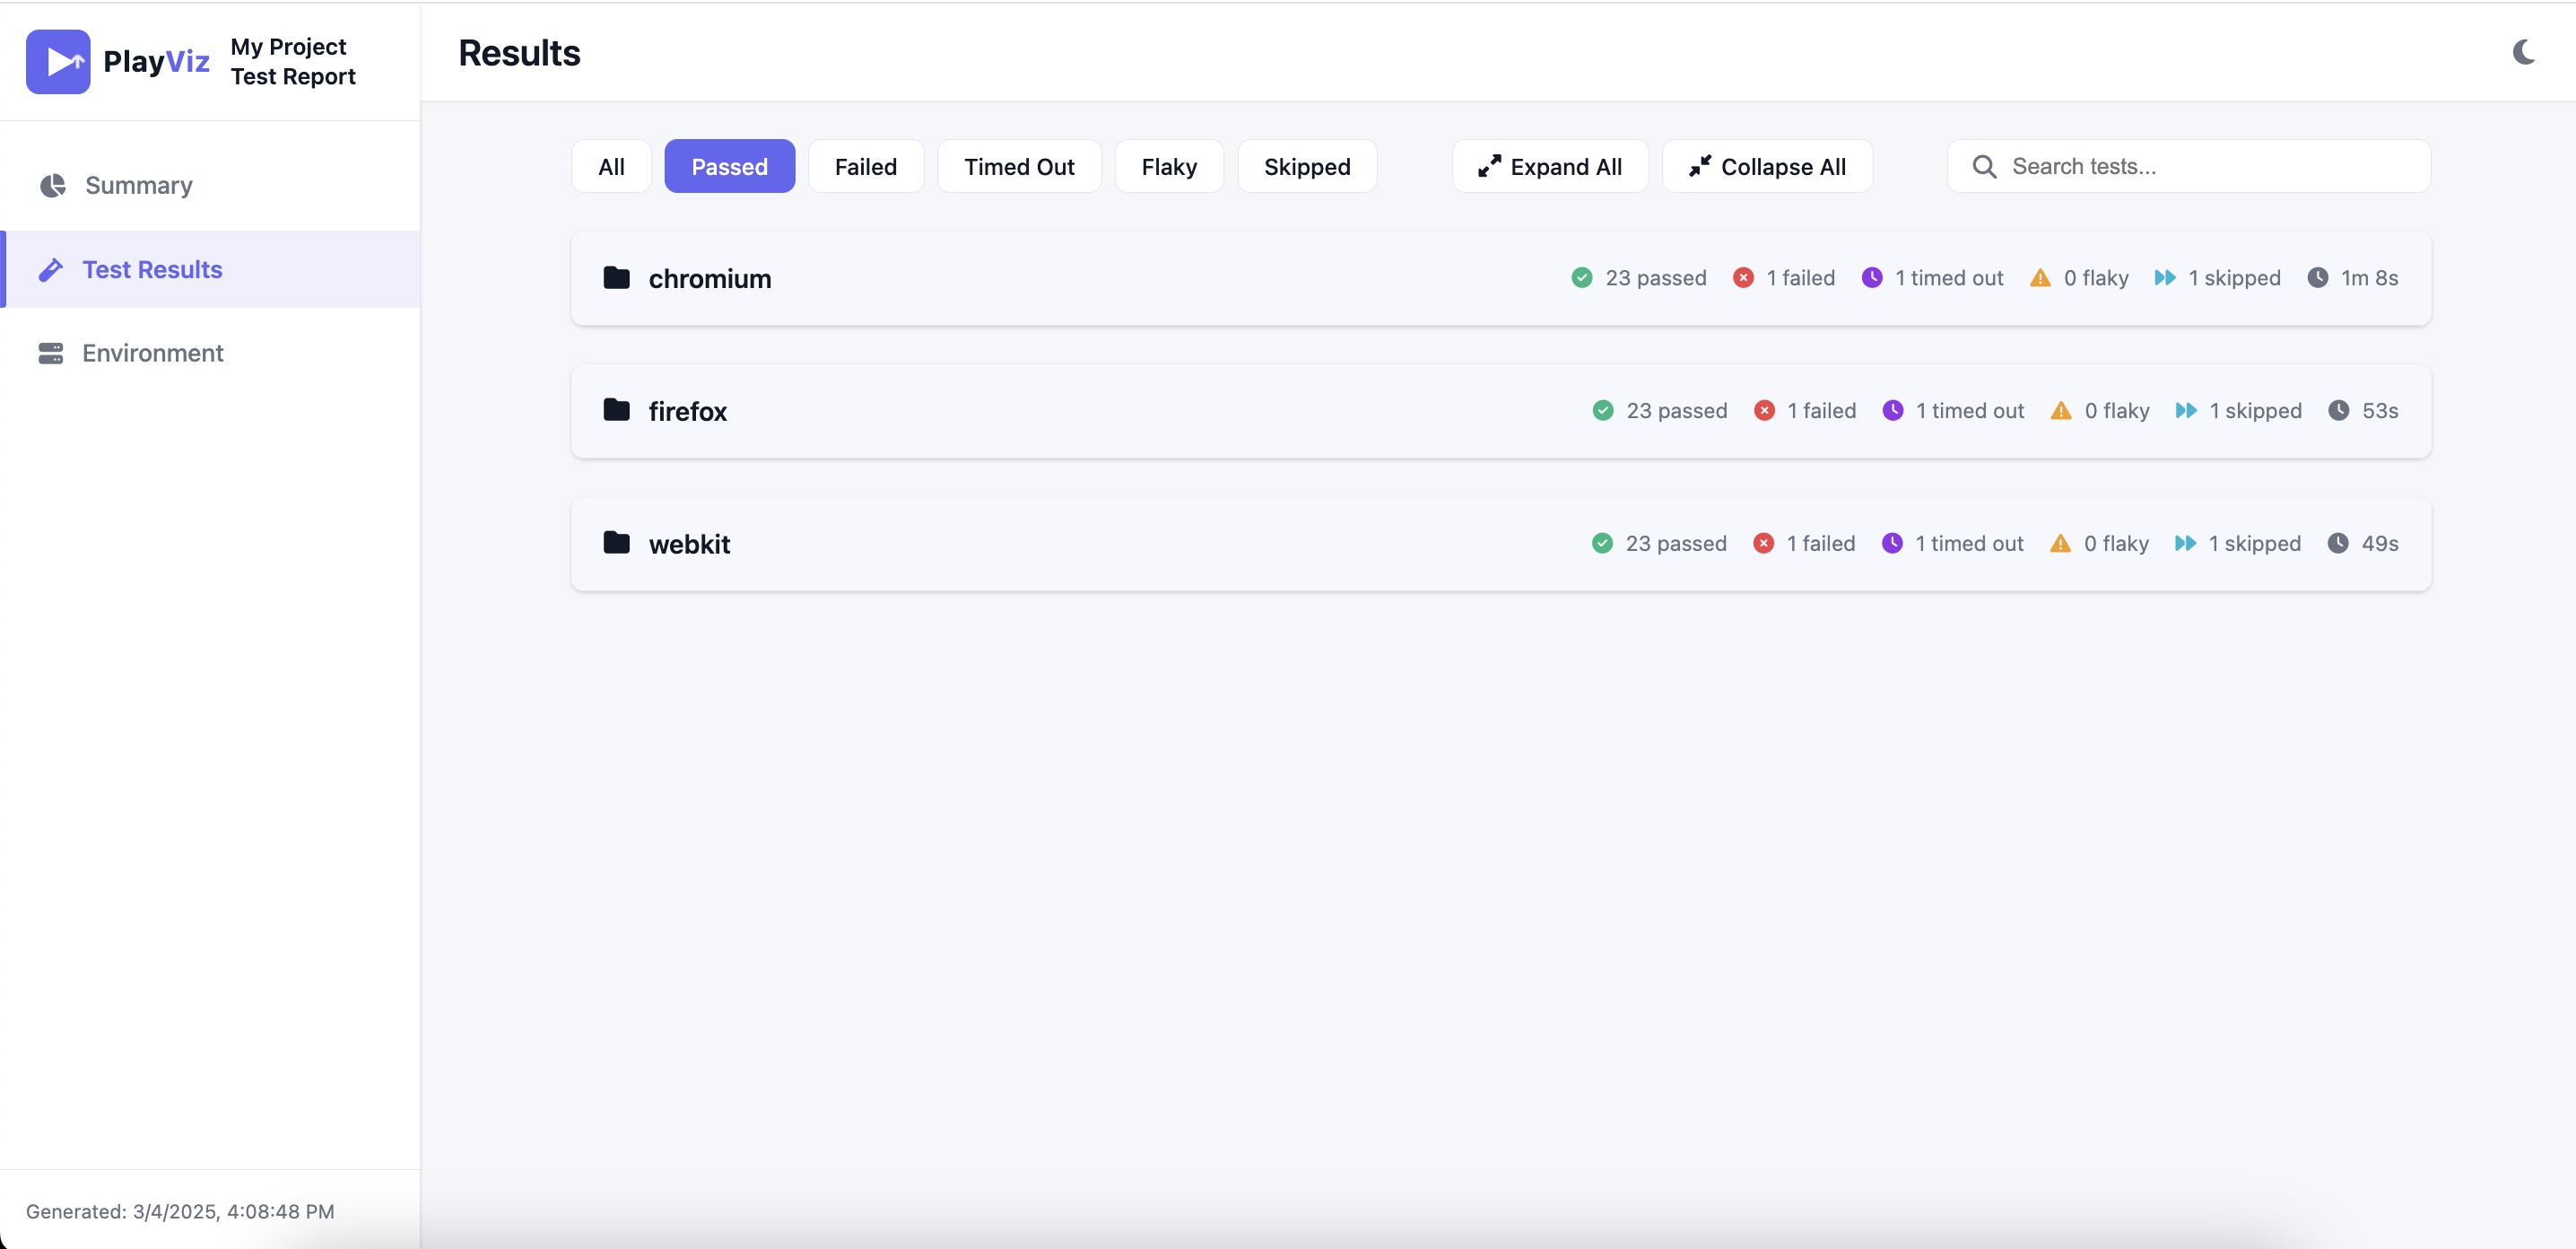 PlayViz
My Project
Test Report
Results
Summary
Test Results
Environment
All Passed Failed Timed Out Flaky Skipped Expand All Collapse All Search tests...
chromium 23 passed 1 failed 1 timed out 0 flaky 1 skipped 1m 8s
firefox 23 passed 1 failed 1 timed out 0 flaky 1 skipped 53s
webkit 23 passed 1 failed 1 timed out 0 flaky 1 skipped 49s
Generated: 3/4/2025, 4:08:48 PM